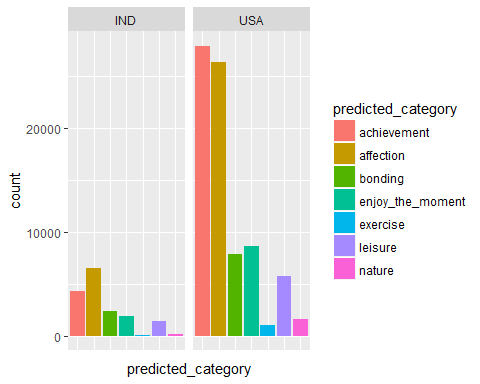 IND USA
predicted_category
achievement
affection
bonding
enjoy_the_moment
exercise
leisure
nature
count
20000
10000
0
predicted_category